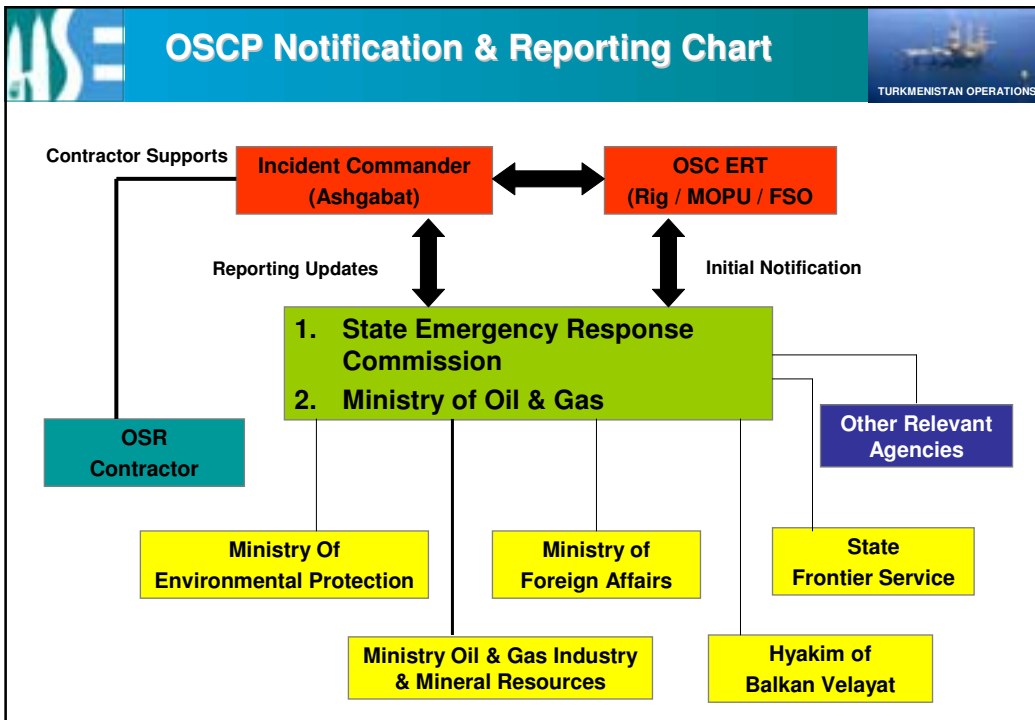 HSE
OSCP Notification & Reporting Chart
TURKMENISTAN OPERATIONS
Contractor Supports
Incident Commander
(Ashgabat)
OSC ERT
(Rig / MOPU / FSO
Reporting Updates
Initial Notification
1. State Emergency Response
Commission
2. Ministry of Oil & Gas
OSR
Contractor
Other Relevant
Agencies
Ministry Of
Environmental Protection
Ministry of
Foreign Affairs
State
Frontier Service
Ministry Oil & Gas Industry
& Mineral Resources
Hyakim of
Balkan Velayat